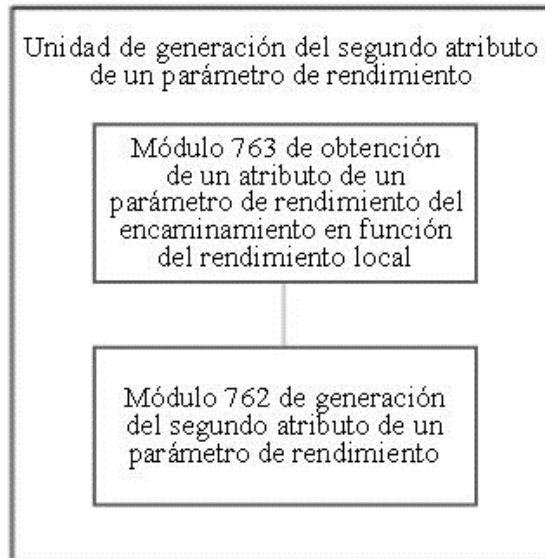 Unidad de generación del segundo atributo
de un parámetro de rendimiento
Módulo 763 de obtención
de un atributo de un
parámetro de rendimiento del
encaminamiento en función
del rendimiento local
Módulo 762 de generación
del segundo atributo de un
parámetro de rendimiento